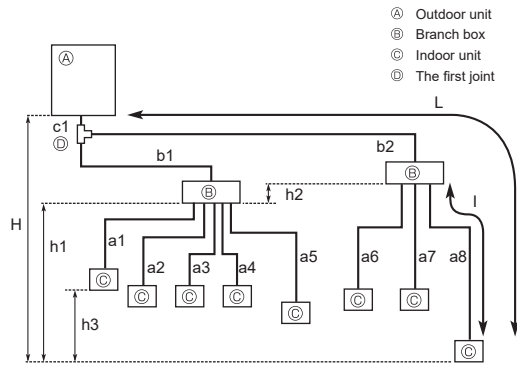 Ⓐ Outdoor unit
Ⓑ Branch box
Ⓒ Indoor unit
Ⓓ The first joint
Ⓐ
L
c1
Ⓓ
b1
b2
Ⓑ
Ⓑ
h2
l
H
h1
a1
a2
a3
a4
a5
a6
a7
a8
Ⓒ
Ⓒ
Ⓒ
Ⓒ
Ⓒ
Ⓒ
Ⓒ
h3
Ⓒ